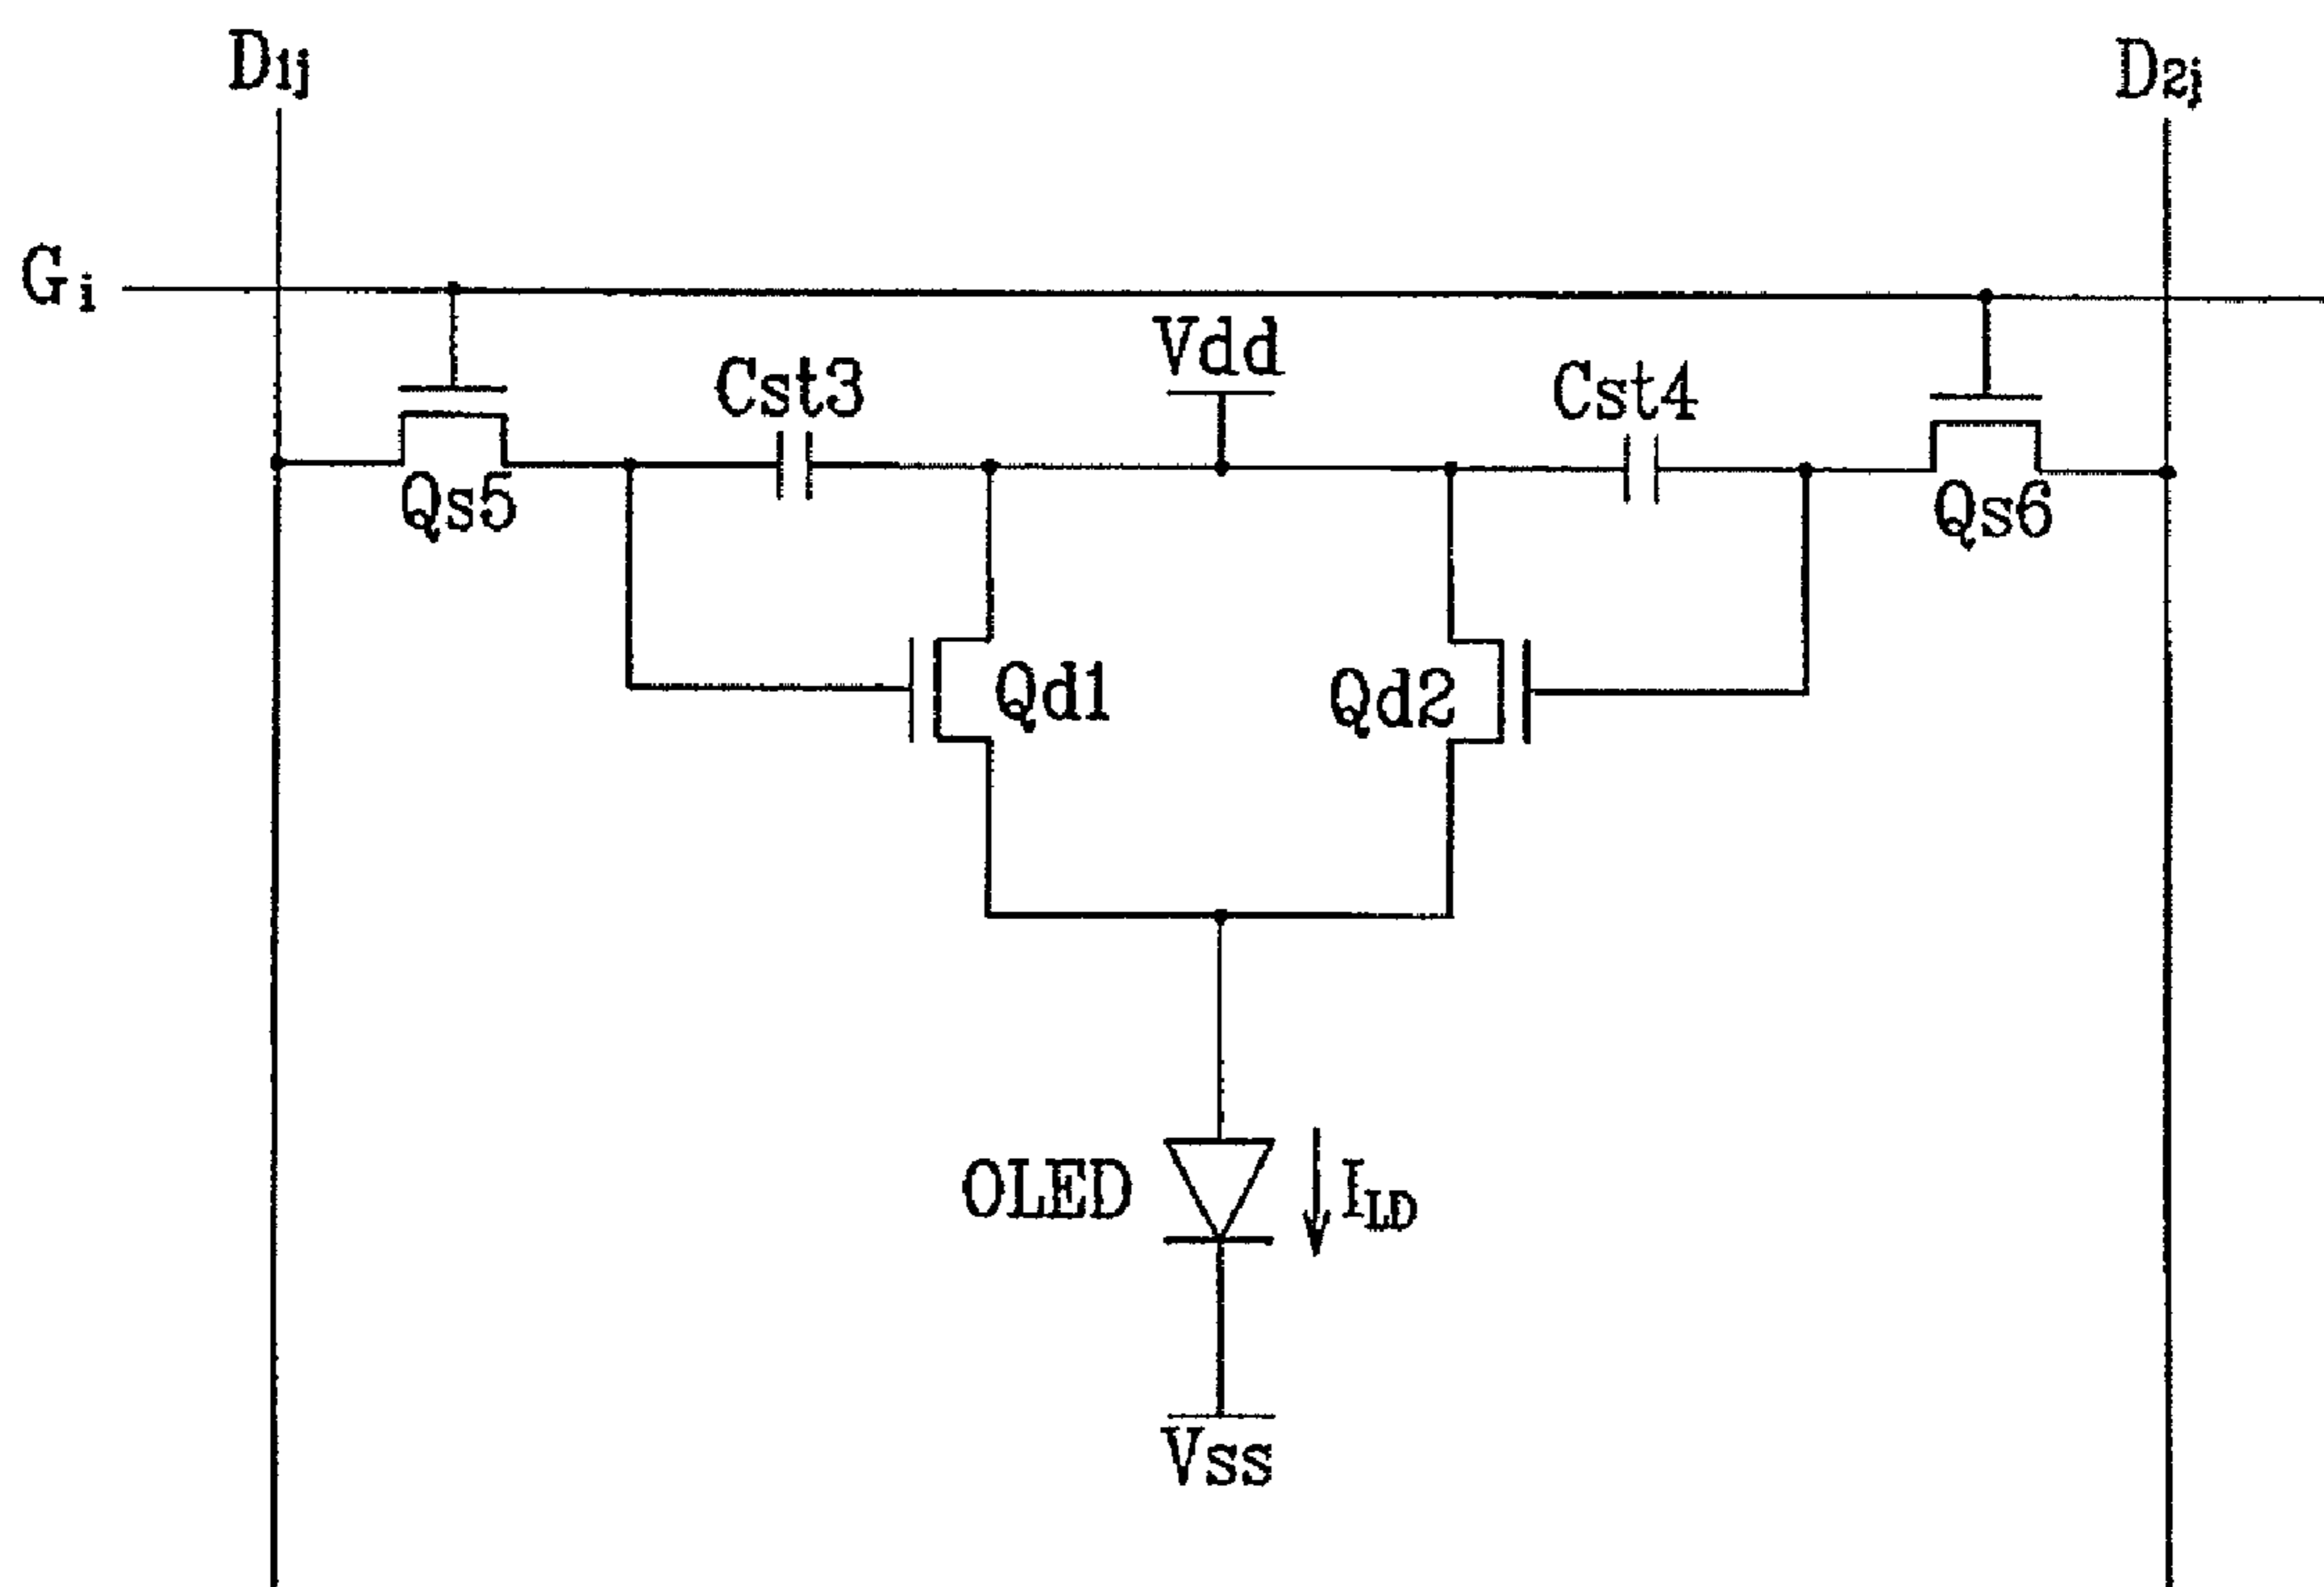 D1j
D2j
Gi
Vdd
Cst3
Cst4
Qs5
Qs6
Qd1
Qd2
OLED
ILD
Vss